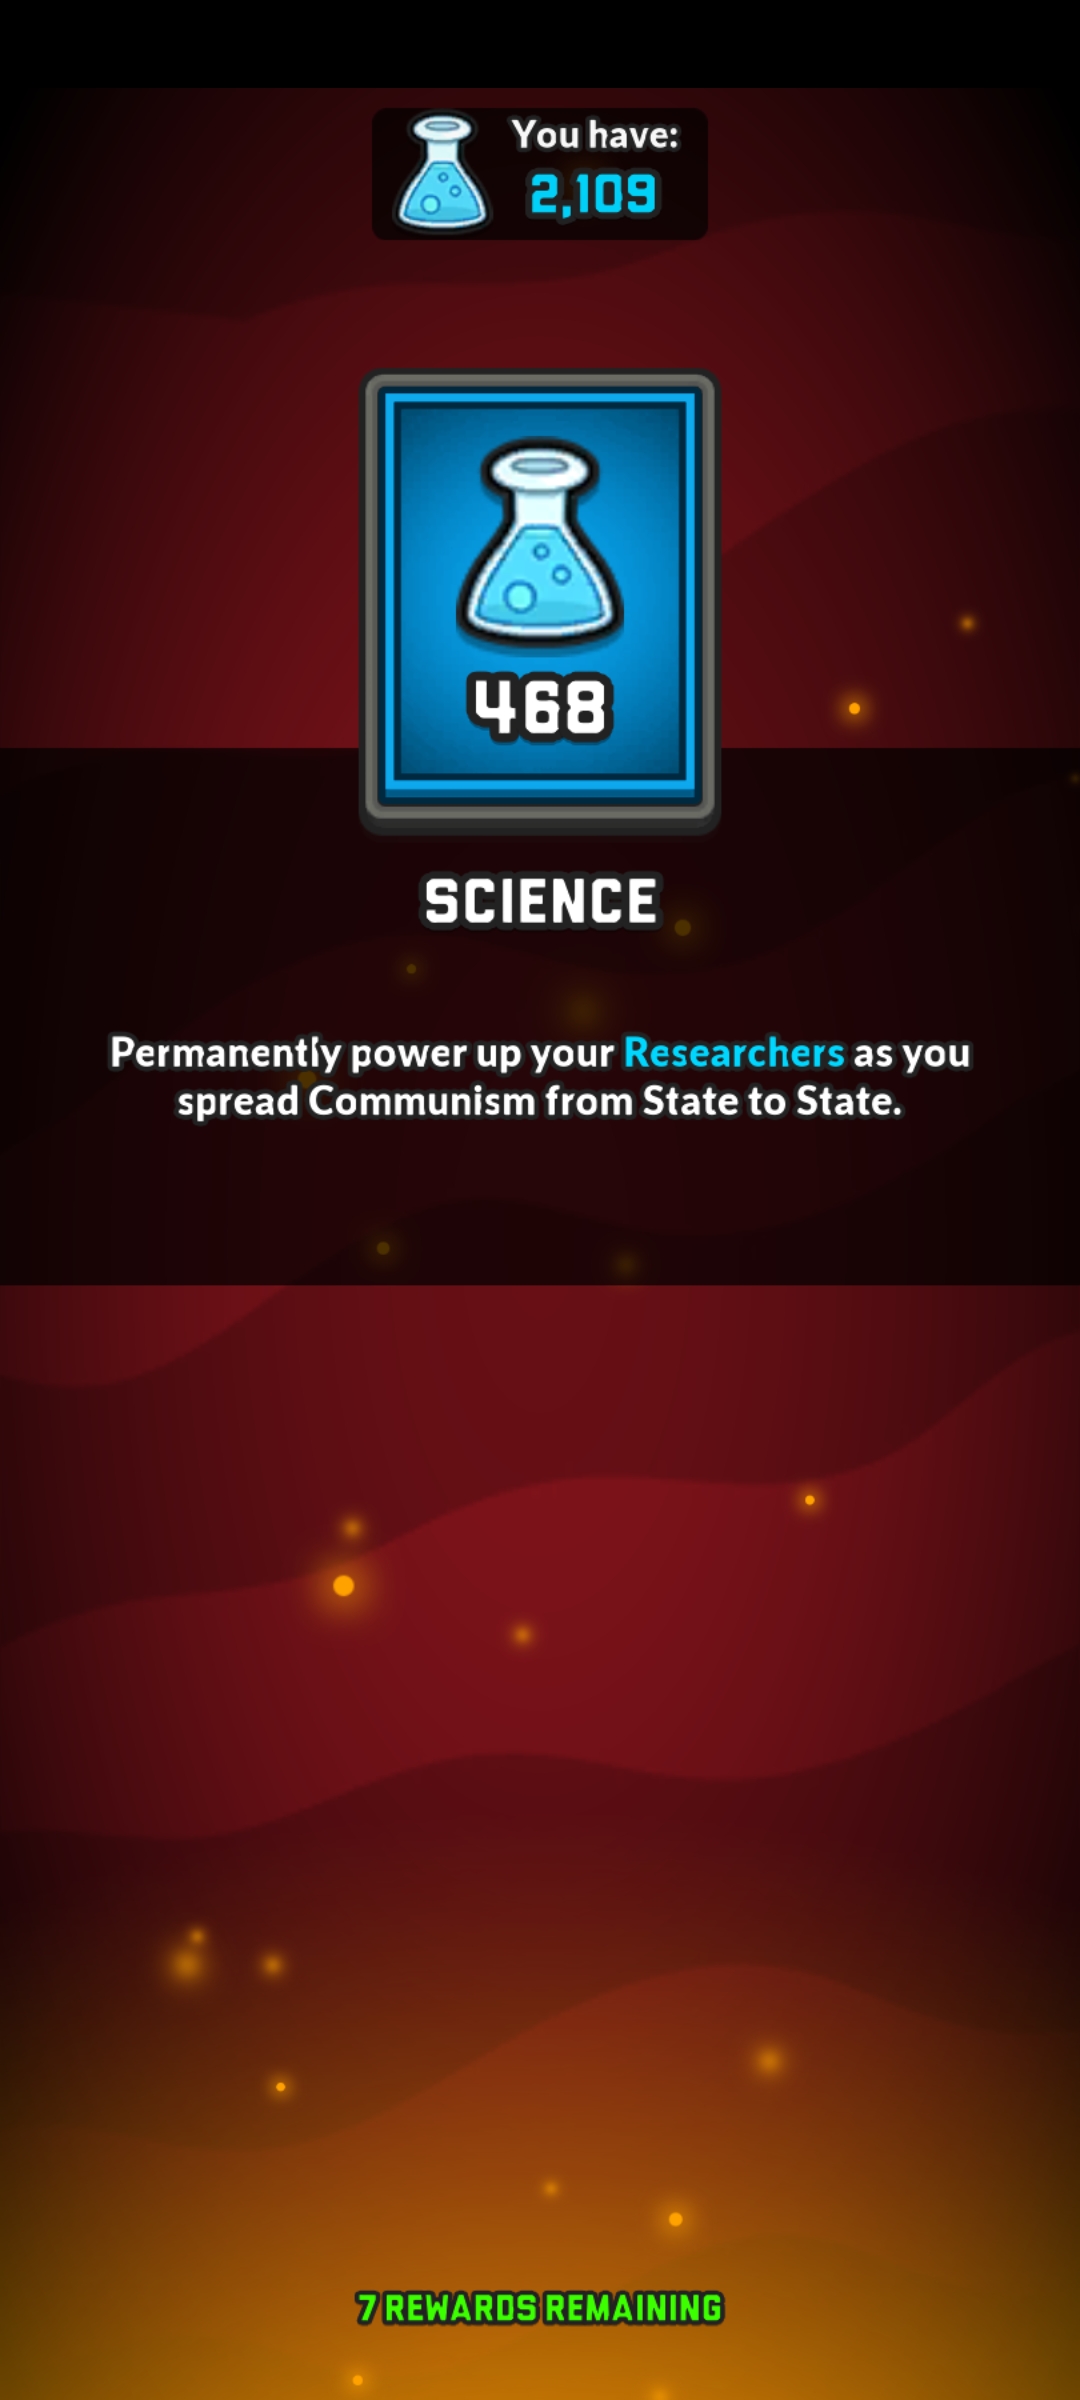 You have:
2,109
468
SCIENCE
Permanently power up your Researchers as you
spread Communism from State to State.
7 REWARDS REMAINING